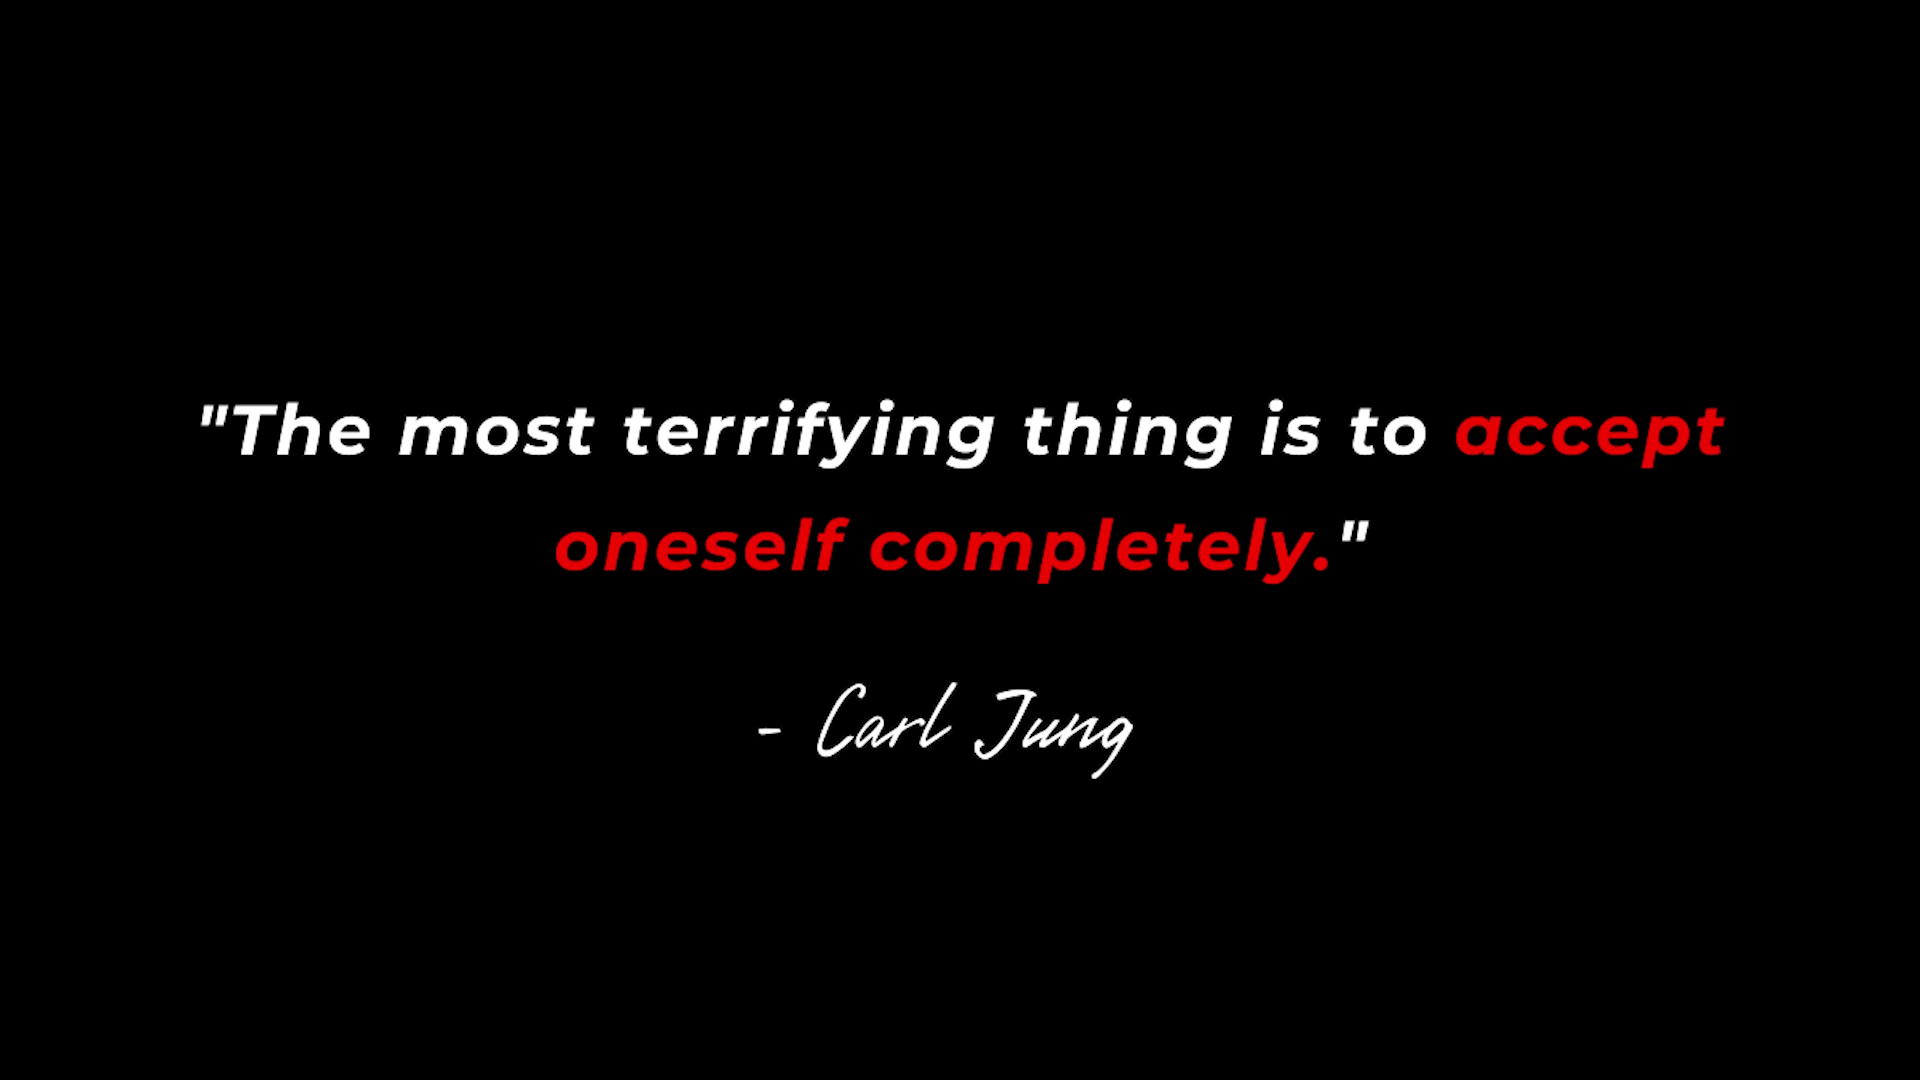 "The most terrifying thing is to accept
oneself completely."
- Carl Jung